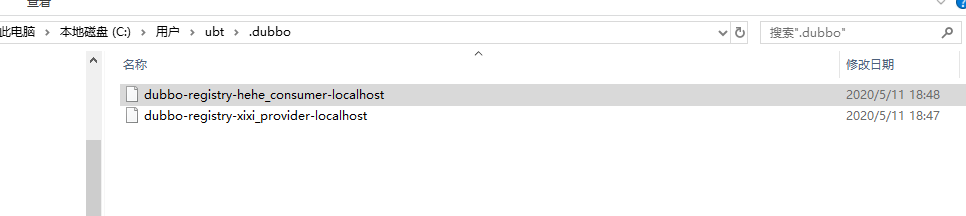 查看
此电脑 > 本地磁盘 (C:) > 用户 > ubt > .dubbo
搜索".dubbo"
名称
修改日期
dubbo-registry-hehe_consumer-localhost
2020/5/11 18:48
dubbo-registry-xixi_provider-localhost
2020/5/11 18:47